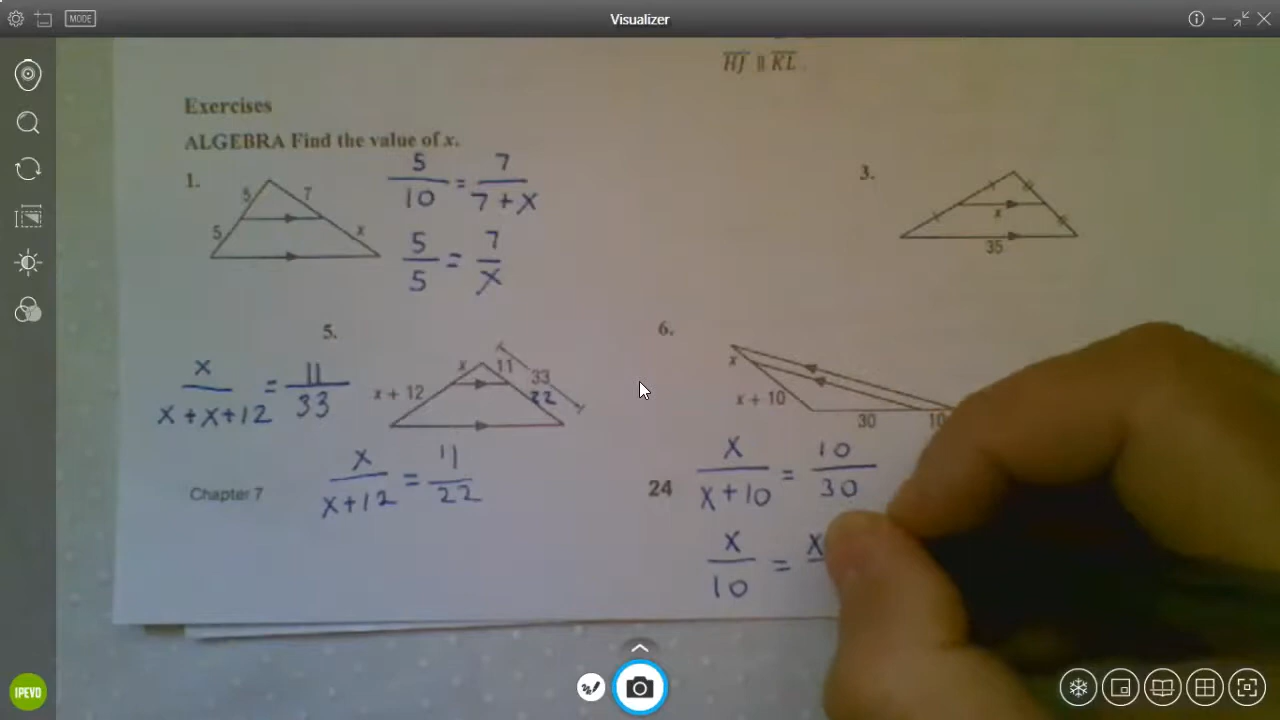 MODE
Visualizer
HJ || KL.
Exercises
ALGEBRA Find the value of x.
1.
5
7
5
x
5/10 = 7/7+x
5/5 = 7/x
3.
x
35
5.
x
11
33
x + 12
22
x/x+x+12 = 11/33
x/x+12 = 11/22
6.
x
x + 10
30
10
x/x+10 = 10/30
x/10 = x
Chapter 7
24
IPEVO